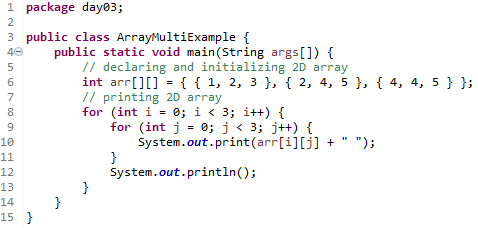 1 package day03;
2
3 public class ArrayMultiExample {
4     public static void main(String args[]) {
5         // declaring and initializing 2D array
6         int arr[][] = { { 1, 2, 3 }, { 2, 4, 5 }, { 4, 4, 5 } };
7         // printing 2D array
8         for (int i = 0; i < 3; i++) {
9             for (int j = 0; j < 3; j++) {
10                 System.out.print(arr[i][j] + " ");
11             }
12             System.out.println();
13         }
14     }
15 }